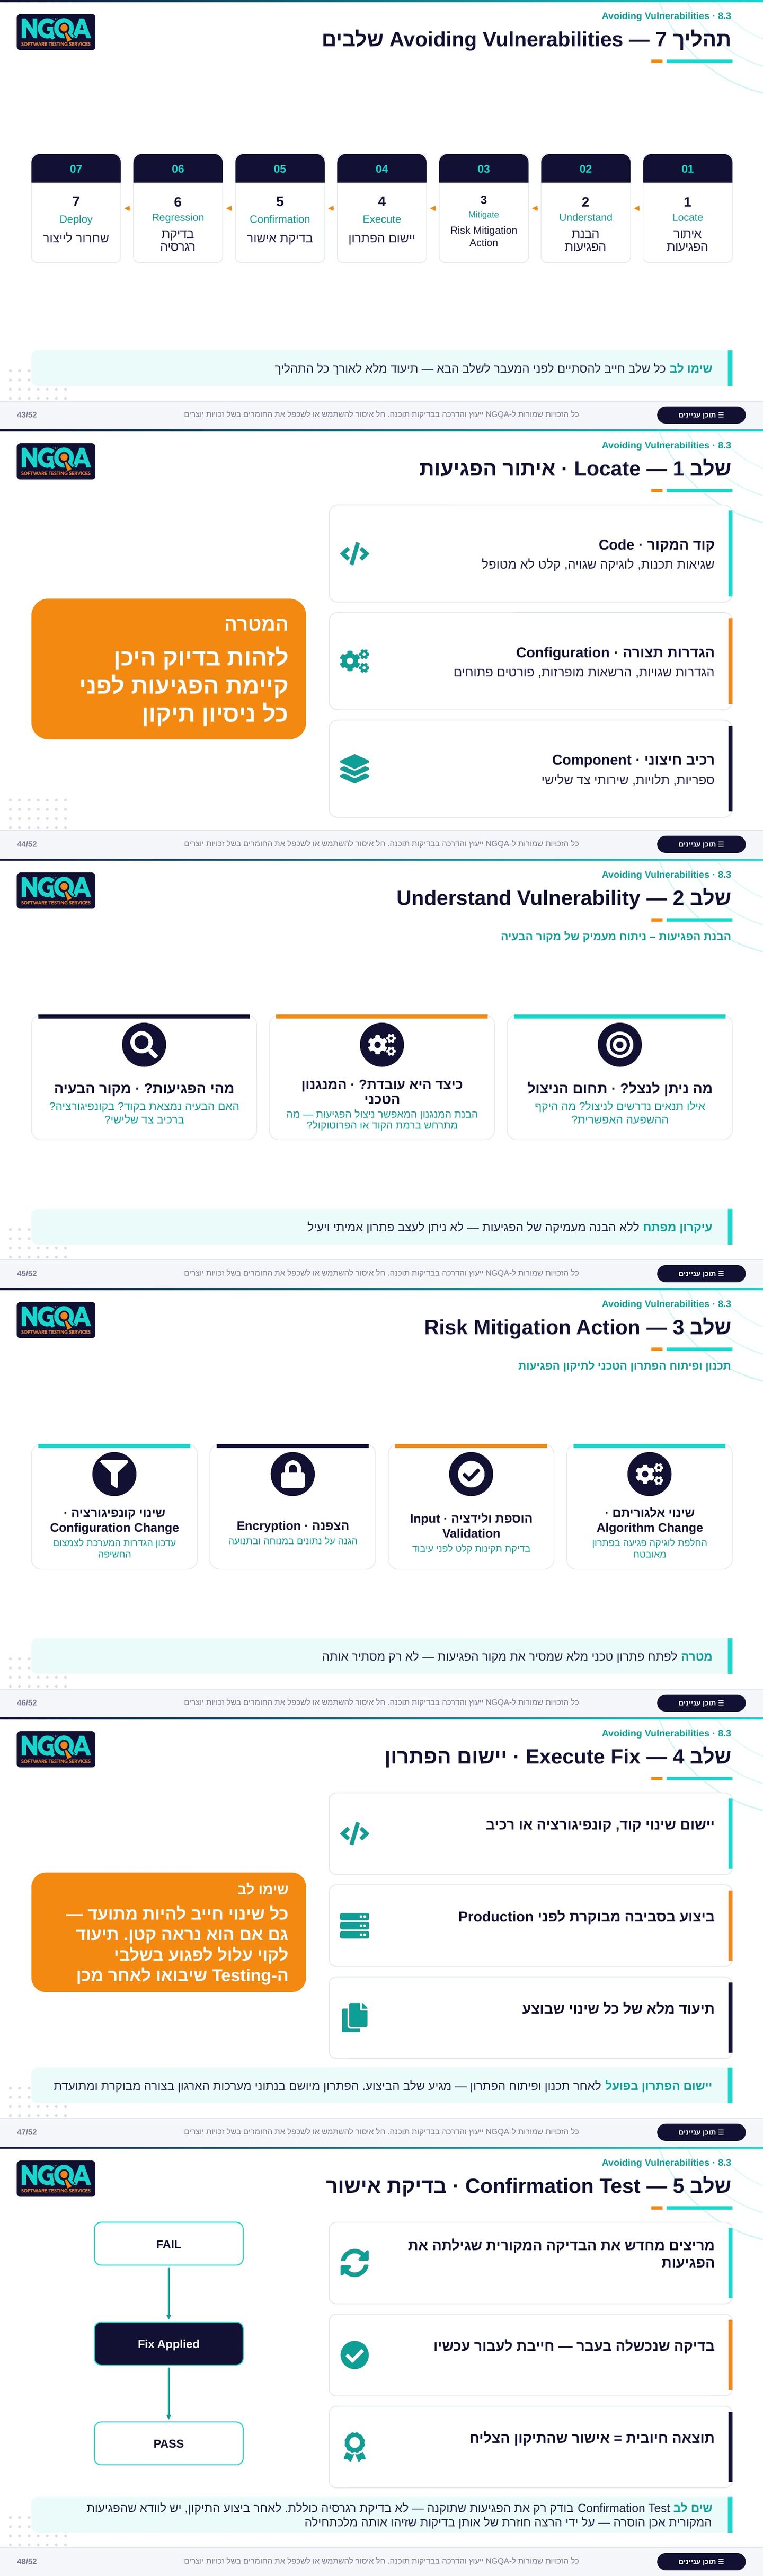 NGQA
SOFTWARE TESTING SERVICES
Avoiding Vulnerabilities · 8.3
תהליך Avoiding Vulnerabilities — 7 שלבים
01
1
Locate
איתור
הפגיעות
02
2
Understand
הבנת
הפגיעות
03
3
Mitigate
Risk Mitigation
Action
04
4
Execute
יישום הפתרון
05
5
Confirmation
בדיקת אישור
06
6
Regression
בדיקת
רגרסיה
07
7
Deploy
שחרור לייצור
שימו לב כל שלב חייב להסתיים לפני המעבר לשלב הבא — תיעוד מלא לאורך כל התהליך
☰ תוכן עניינים
כל הזכויות שמורות ל-NGQA ייעוץ והדרכה בבדיקות תוכנה. חל איסור להשתמש או לשכפל את החומרים בשל זכויות יוצרים
43/52
NGQA
SOFTWARE TESTING SERVICES
Avoiding Vulnerabilities · 8.3
שלב 1 — Locate · איתור הפגיעות
קוד המקור · Code
שגיאות תכנות, לוגיקה שגויה, קלט לא מטופל
הגדרות תצורה · Configuration
הגדרות שגויות, הרשאות מופרזות, פורטים פתוחים
רכיב חיצוני · Component
ספריות, תלויות, שירותי צד שלישי
המטרה
לזהות בדיוק היכן
קיימת הפגיעות לפני
כל ניסיון תיקון
☰ תוכן עניינים
כל הזכויות שמורות ל-NGQA ייעוץ והדרכה בבדיקות תוכנה. חל איסור להשתמש או לשכפל את החומרים בשל זכויות יוצרים
44/52
NGQA
SOFTWARE TESTING SERVICES
Avoiding Vulnerabilities · 8.3
שלב 2 — Understand Vulnerability
הבנת הפגיעות – ניתוח מעמיק של מקור הבעיה
מה ניתן לנצל? · תחום הניצול
אילו תנאים נדרשים לניצול? מה היקף
ההשפעה האפשרית?
כיצד היא עובדת? · המנגנון
הטכני
הבנת המנגנון המאפשר ניצול הפגיעות — מה
מתרחש ברמת הקוד או הפרוטוקול?
מהי הפגיעות? · מקור הבעיה
האם הבעיה נמצאת בקוד? בקונפיגורציה?
ברכיב צד שלישי?
עיקרון מפתח ללא הבנה מעמיקה של הפגיעות — לא ניתן לעצב פתרון אמיתי ויעיל
☰ תוכן עניינים
כל הזכויות שמורות ל-NGQA ייעוץ והדרכה בבדיקות תוכנה. חל איסור להשתמש או לשכפל את החומרים בשל זכויות יוצרים
45/52
NGQA
SOFTWARE TESTING SERVICES
Avoiding Vulnerabilities · 8.3
שלב 3 — Risk Mitigation Action
תכנון ופיתוח הפתרון הטכני לתיקון הפגיעות
שינוי אלגוריתם ·
Algorithm Change
החלפת לוגיקה פגיעה בפתרון
מאובטח
הוספת ולידציה · Input
Validation
בדיקת תקינות קלט לפני עיבוד
הצפנה · Encryption
הגנה על נתונים במנוחה ובתנועה
שינוי קונפיגורציה ·
Configuration Change
עדכון הגדרות המערכת לצמצום
החשיפה
מטרה לפתח פתרון טכני מלא שמסיר את מקור הפגיעות — לא רק מסתיר אותה
☰ תוכן עניינים
כל הזכויות שמורות ל-NGQA ייעוץ והדרכה בבדיקות תוכנה. חל איסור להשתמש או לשכפל את החומרים בשל זכויות יוצרים
46/52
NGQA
SOFTWARE TESTING SERVICES
Avoiding Vulnerabilities · 8.3
שלב 4 — Execute Fix · יישום הפתרון
יישום שינוי קוד, קונפיגורציה או רכיב
ביצוע בסביבה מבוקרת לפני Production
תיעוד מלא של כל שינוי שבוצע
שימו לב
כל שינוי חייב להיות מתועד —
גם אם הוא נראה קטן. תיעוד
לקוי עלול לפגוע בשלבי
ה-Testing שיבואו לאחר מכן
יישום הפתרון בפועל לאחר תכנון ופיתוח הפתרון — מגיע שלב הביצוע. הפתרון מיושם בנתוני מערכות הארגון בצורה מבוקרת ומתועדת
☰ תוכן עניינים
כל הזכויות שמורות ל-NGQA ייעוץ והדרכה בבדיקות תוכנה. חל איסור להשתמש או לשכפל את החומרים בשל זכויות יוצרים
47/52
NGQA
SOFTWARE TESTING SERVICES
Avoiding Vulnerabilities · 8.3
שלב 5 — Confirmation Test · בדיקת אישור
מריצים מחדש את הבדיקה המקורית שגילתה את
הפגיעות
בדיקה שנכשלה בעבר — חייבת לעבור עכשיו
תוצאה חיובית = אישור שהתיקון הצליח
FAIL
Fix Applied
PASS
שים לב Confirmation Test בודק רק את הפגיעות שתוקנה — לא בדיקת רגרסיה כוללת. לאחר ביצוע התיקון, יש לוודא שהפגיעות
המקורית אכן הוסרה — על ידי הרצה חוזרת של אותן בדיקות שזיהו אותה מלכתחילה
☰ תוכן עניינים
כל הזכויות שמורות ל-NGQA ייעוץ והדרכה בבדיקות תוכנה. חל איסור להשתמש או לשכפל את החומרים בשל זכויות יוצרים
48/52